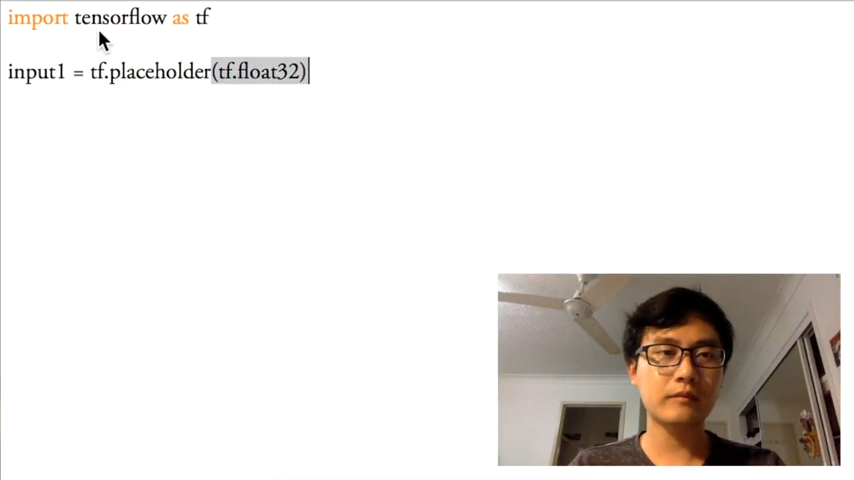 import tensorflow as tf
input1 = tf.placeholder(tf.float32)